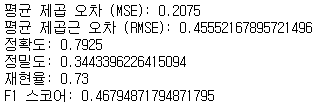 평균 제곱 오차 (MSE): 0.2075
평균 제곱근 오차 (RMSE): 0.45552167895721496
정확도: 0.7925
정밀도: 0.3443396226415094
재현율: 0.73
F1 스코어: 0.46794871794871795